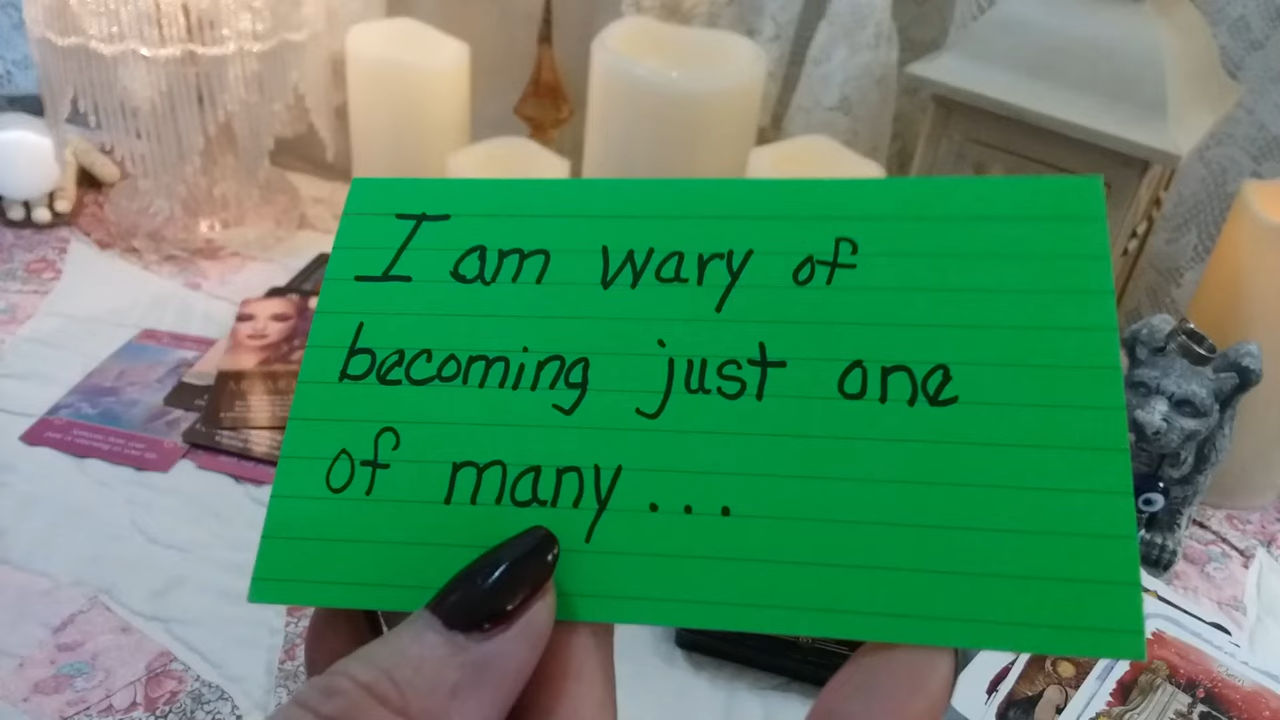 I am wary of
becoming just one
of many...